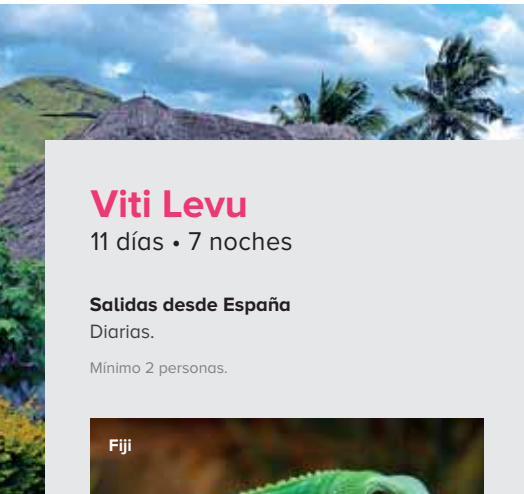 Viti Levu
11 días • 7 noches
Salidas desde España
Diarias.
Mínimo 2 personas.
Fiji